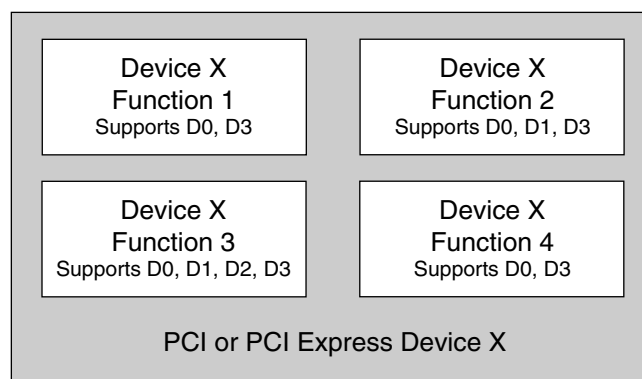 Device X
Function 1
Supports D0, D3
Device X
Function 2
Supports D0, D1, D3
Device X
Function 3
Supports D0, D1, D2, D3
Device X
Function 4
Supports D0, D3
PCI or PCI Express Device X